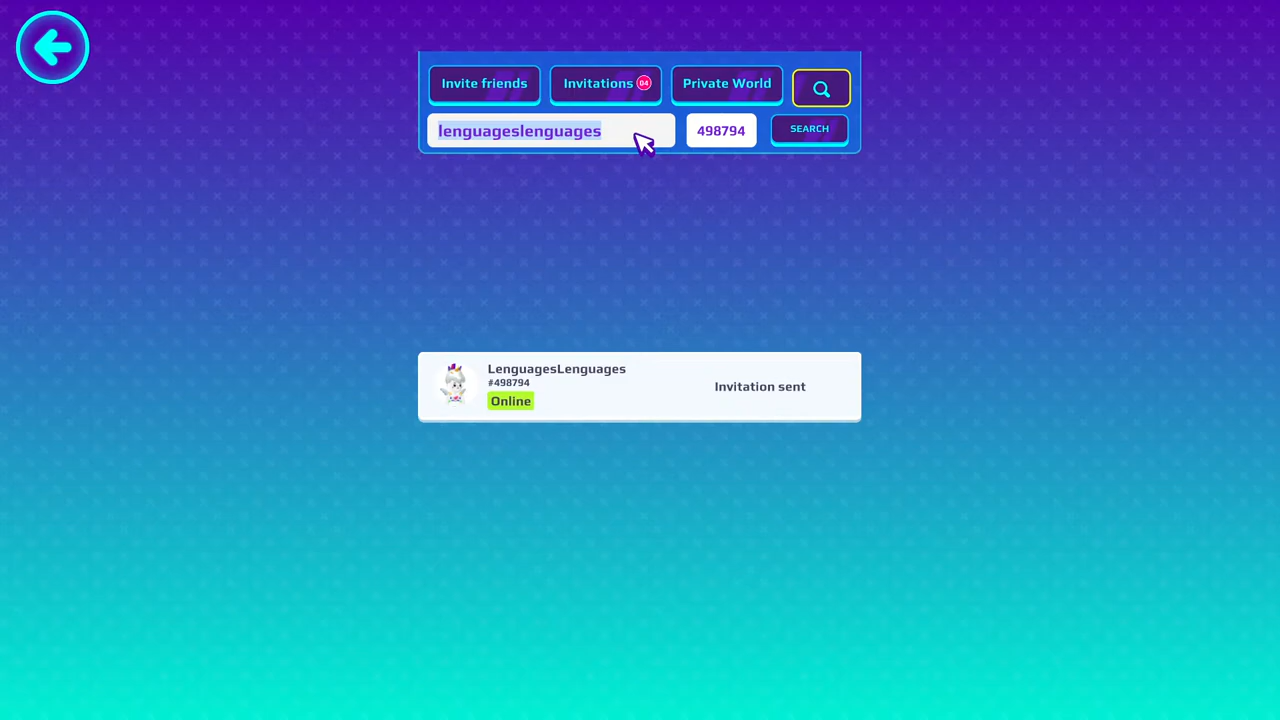 Invite friends
Invitations 04
Private World
lenguageslenguages
498794
SEARCH
LenguagesLenguages
#498794
Online
Invitation sent